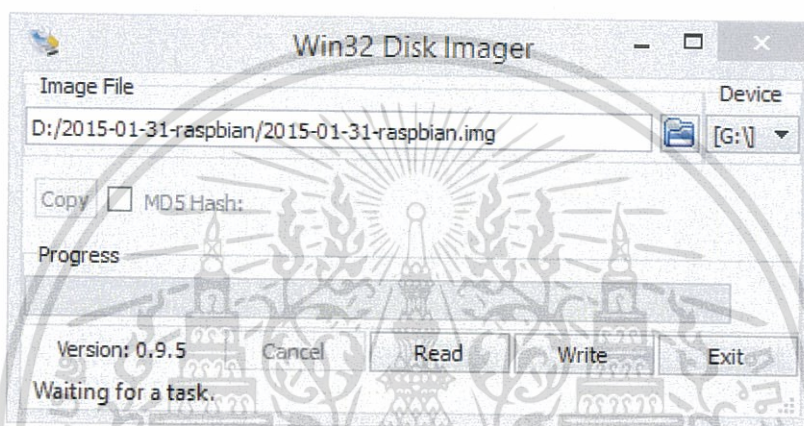 Win32 Disk Imager
Image File
Device
D:/2015-01-31-raspbian/2015-01-31-raspbian.img
[G:\]
Copy
MD5 Hash:
Progress
Version: 0.9.5
Cancel
Read
Write
Exit
Waiting for a task.